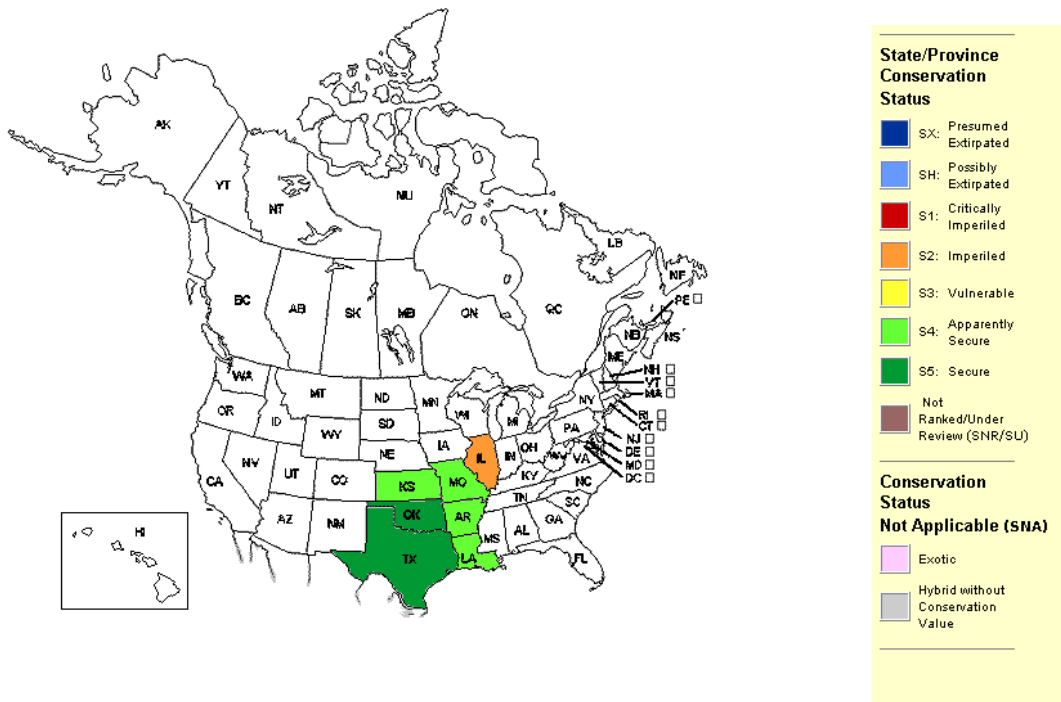 AK
YT
NT
NU
BC
AB
SK
MB
ON
QC
LB
NF
PE
NB
NS
ME
NH
VT
MA
NY
RI
CT
NJ
DE
MD
DC
WA
MT
ND
MN
OR
ID
WY
SD
WI
MI
PA
NV
UT
CO
NE
IA
IL
IN
OH
WV
VA
CA
KS
MO
KY
NC
AZ
NM
OK
AR
TN
SC
TX
LA
MS
AL
GA
FL
HI
State/Province
Conservation
Status
SX: Presumed
Extirpated
SH: Possibly
Extirpated
S1: Critically
Imperiled
S2: Imperiled
S3: Vulnerable
S4: Apparently
Secure
S5: Secure
Not
Ranked/Under
Review (SNR/SU)
Conservation
Status
Not Applicable (SNA)
Exotic
Hybrid without
Conservation
Value